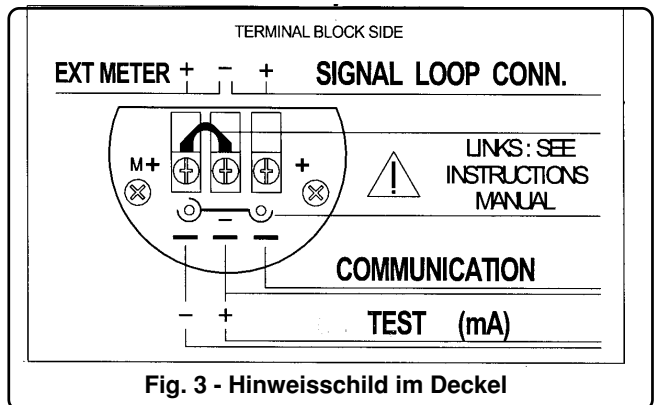 TERMINAL BLOCK SIDE
EXT METER + − + SIGNAL LOOP CONN.
M+ +
LINKS : SEE
INSTRUCTIONS
MANUAL
−
COMMUNICATION
− + TEST (mA)
Fig. 3 - Hinweisschild im Deckel